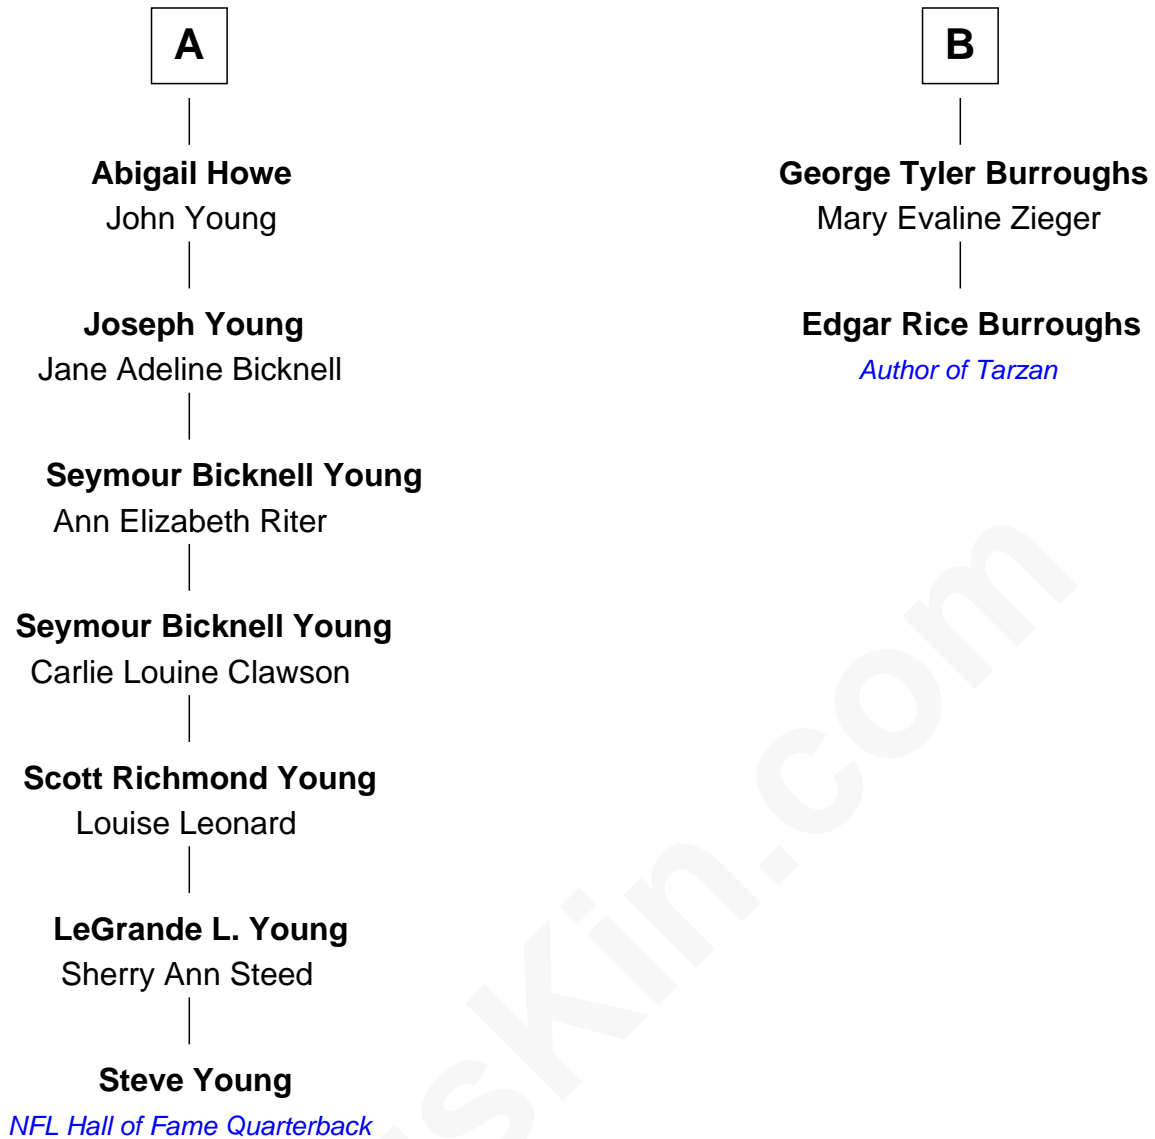 A
Abigail Howe
John Young
Joseph Young
Jane Adeline Bicknell
Seymour Bicknell Young
Ann Elizabeth Riter
Seymour Bicknell Young
Carlie Louine Clawson
Scott Richmond Young
Louise Leonard
LeGrande L. Young
Sherry Ann Steed
Steve Young
NFL Hall of Fame Quarterback
B
George Tyler Burroughs
Mary Evaline Zieger
Edgar Rice Burroughs
Author of Tarzan